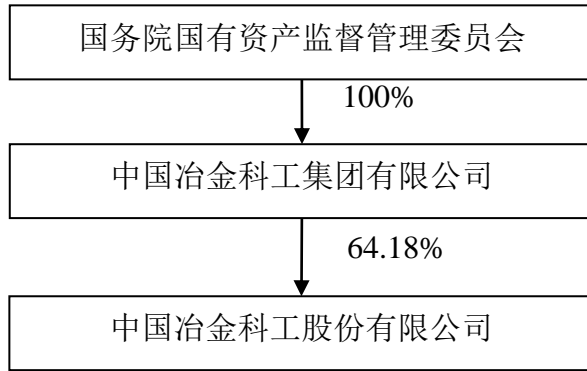 国务院国有资产监督管理委员会
100%
中国冶金科工集团有限公司
64.18%
中国冶金科工股份有限公司